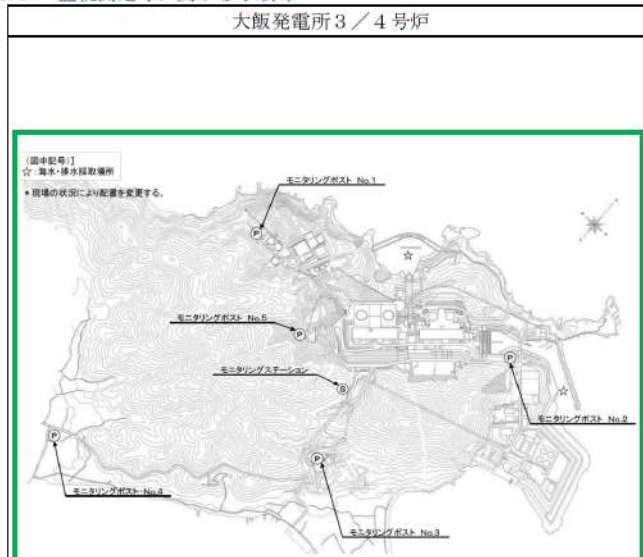 大飯発電所3/4号炉
(図中記号)]
☆:海水・排水採取場所
* 現場の状況により配置を変更する。
モニタリングポスト No.1
P
☆
モニタリングポスト No.5
P
モニタリングステーション
S
P
モニタリングポスト No.2
☆
P
モニタリングポスト No.4
P
モニタリングポスト No.3